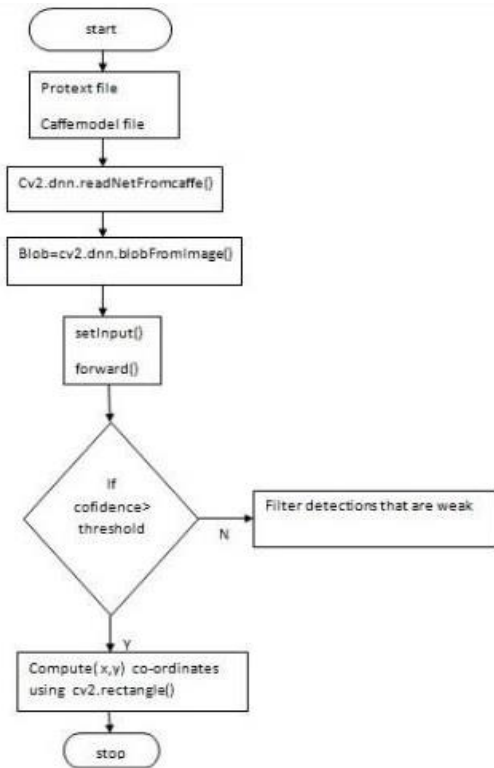 start
Protext file
Caffemodel file
Cv2.dnn.readNetFromcaffe()
Blob=cv2.dnn.blobFromImage()
setInput()
forward()
If
cofidence>
threshold
N
Filter detections that are weak
Y
Compute(x,y) co-ordinates
using cv2.rectangle()
stop